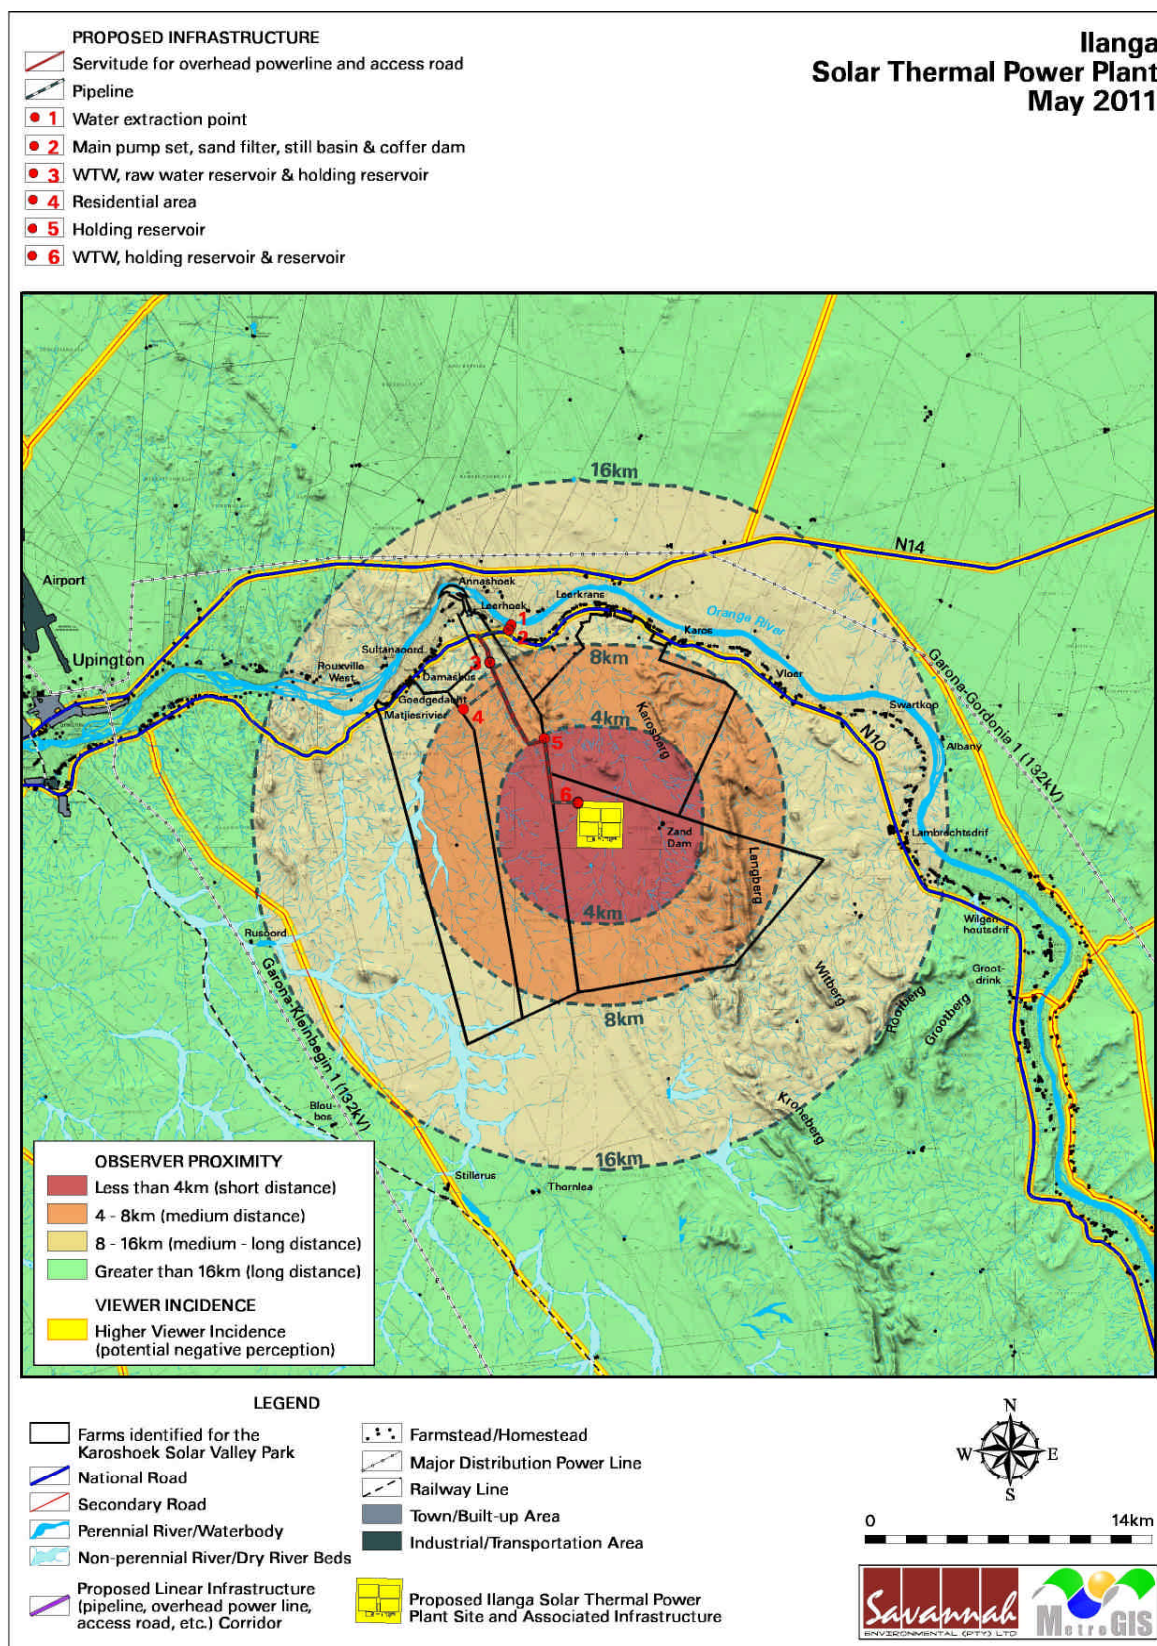 PROPOSED INFRASTRUCTURE
Servitude for overhead powerline and access road
Pipeline
1 Water extraction point
2 Main pump set, sand filter, still basin & coffer dam
3 WTW, raw water reservoir & holding reservoir
4 Residential area
5 Holding reservoir
6 WTW, holding reservoir & reservoir
Ilanga
Solar Thermal Power Plant
May 2011
16km
N14
Airport
Annashoek
Leerkrans
Leerhoek
1
2
Orange River
Karos
Upington
Sultanaoord
Rouxville
West
3
8km
Damaskus
Goedgedacht
Matjiesrivier
4
Vloer
Garona-Gordonia 1 (132kV)
Swartkop
Karosberg
4km
5
N10
Albany
6
Zand
Dam
Lambrechtsdrif
Langberg
4km
Wilgen-
houtsdrif
Rusoord
Garona-Kleinbegin 1 (132kV)
Groot-
drink
Witberg
Rooiberg
Grootberg
8km
Blou-
bos
Kroneberg
16km
Stillerus
Thornlea
OBSERVER PROXIMITY
Less than 4km (short distance)
4 - 8km (medium distance)
8 - 16km (medium - long distance)
Greater than 16km (long distance)
VIEWER INCIDENCE
Higher Viewer Incidence
(potential negative perception)
LEGEND
Farms identified for the
Karoshoek Solar Valley Park
National Road
Secondary Road
Perennial River/Waterbody
Non-perennial River/Dry River Beds
Proposed Linear Infrastructure
(pipeline, overhead power line,
access road, etc.) Corridor
Farmstead/Homestead
Major Distribution Power Line
Railway Line
Town/Built-up Area
Industrial/Transportation Area
Proposed Ilanga Solar Thermal Power
Plant Site and Associated Infrastructure
N
W E
S
0 14km
Savannah
ENVIRONMENTAL (PTY) LTD
MetroGIS